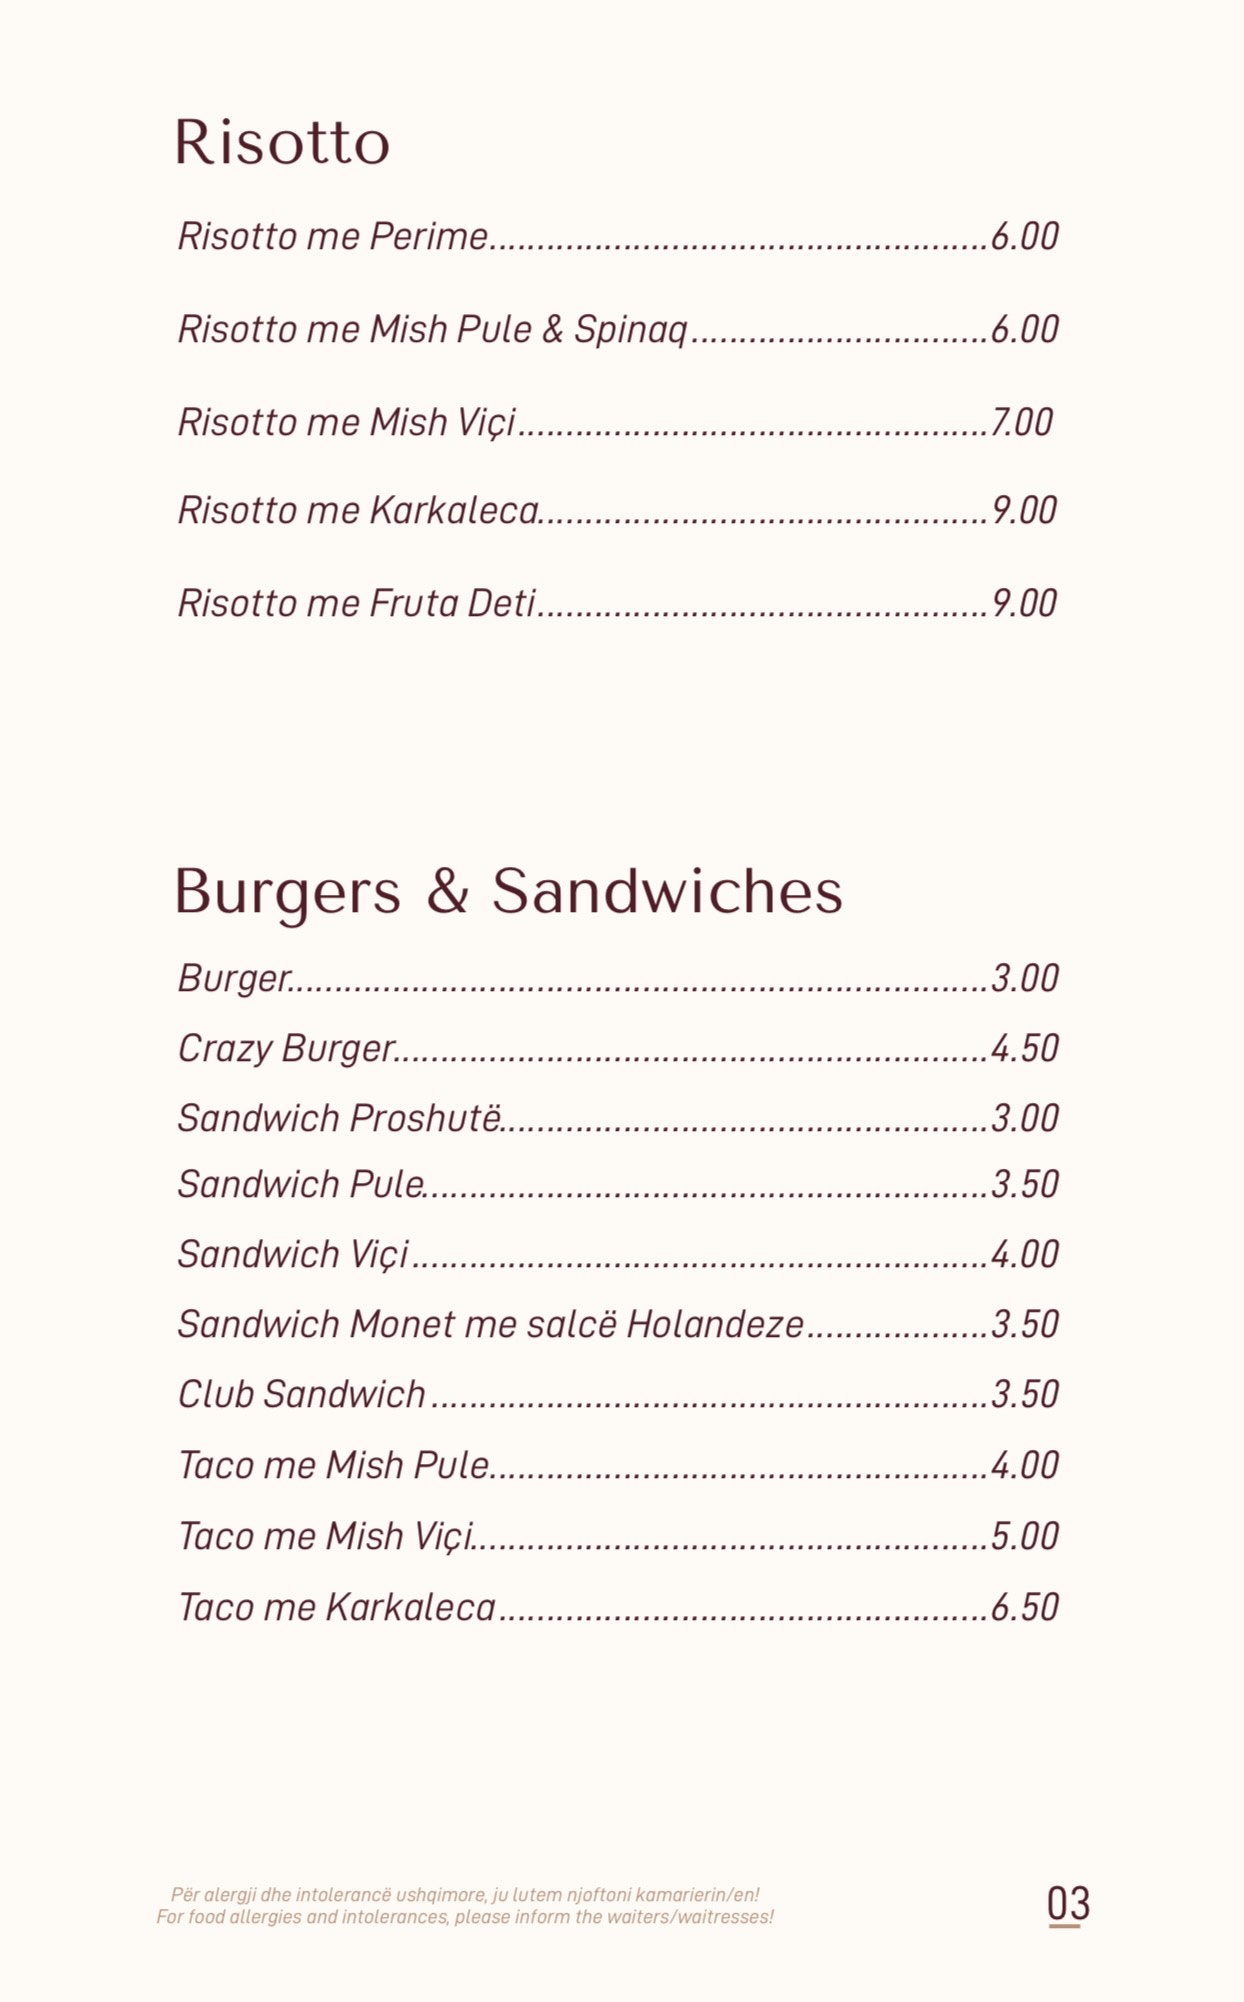 Risotto
Risotto me Perime....................................................6.00
Risotto me Mish Pule & Spinaq...............................6.00
Risotto me Mish Viçi.................................................7.00
Risotto me Karkaleca...............................................9.00
Risotto me Fruta Deti...............................................9.00
Burgers & Sandwiches
Burger.........................................................................3.00
Crazy Burger..............................................................4.50
Sandwich Proshutë...................................................3.00
Sandwich Pule...........................................................3.50
Sandwich Viçi............................................................4.00
Sandwich Monet me salcë Holandeze...................3.50
Club Sandwich..........................................................3.50
Taco me Mish Pule....................................................4.00
Taco me Mish Viçi......................................................5.00
Taco me Karkaleca...................................................6.50
Për alergji dhe intolerancë ushqimore, ju lutem njoftoni kamarierin/en!
For food allergies and intolerances, please inform the waiters/waitresses!
03